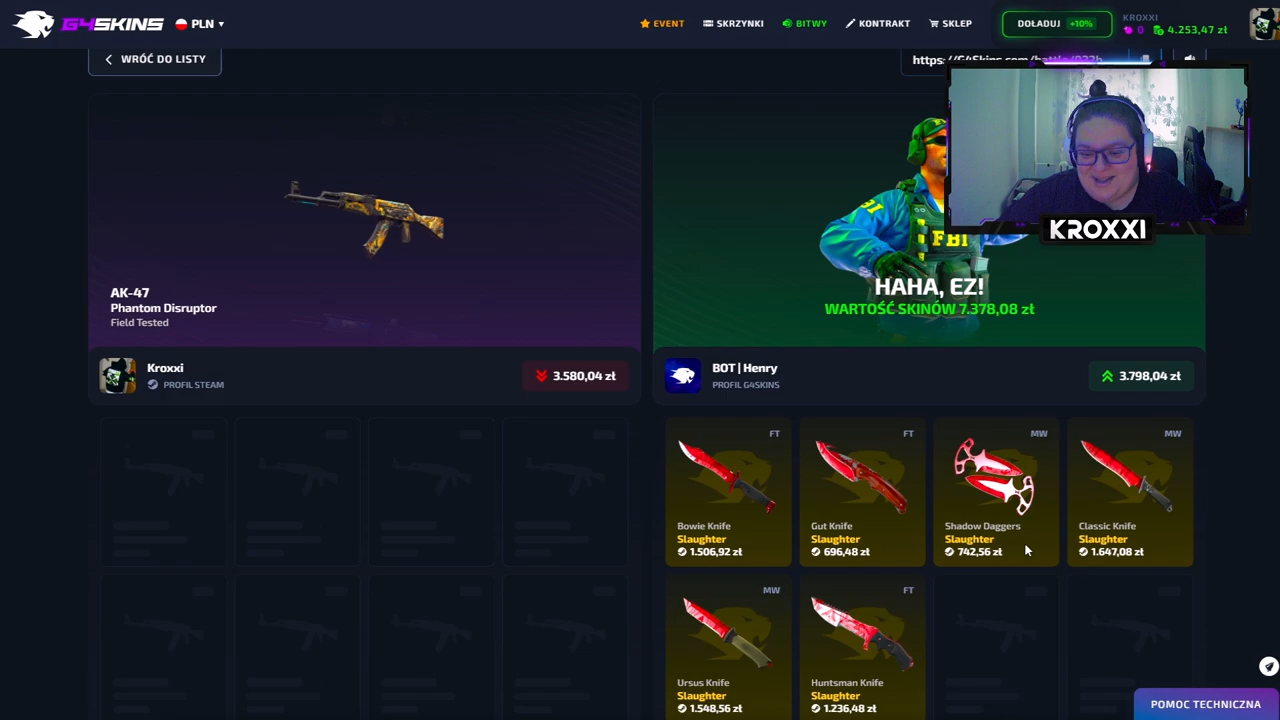 G4SKINS
PLN
EVENT
SKRZYNKI
BITWY
KONTRAKT
SKLEP
DOŁADUJ +10%
KROXXI
0 4.253,47 zł
WRÓĆ DO LISTY
FBI
KROXXI
AK-47
Phantom Disruptor
Field Tested
HAHA, EZ!
WARTOŚĆ SKINÓW 7.378,08 zł
Kroxxi
PROFIL STEAM
3.580,04 zł
BOT | Henry
PROFIL G4SKINS
3.798,04 zł
FT
Bowie Knife
Slaughter
1.506,92 zł
FT
Gut Knife
Slaughter
696,48 zł
MW
Shadow Daggers
Slaughter
742,56 zł
MW
Classic Knife
Slaughter
1.647,08 zł
MW
Ursus Knife
Slaughter
1.548,56 zł
FT
Huntsman Knife
Slaughter
1.236,48 zł
POMOC TECHNICZNA